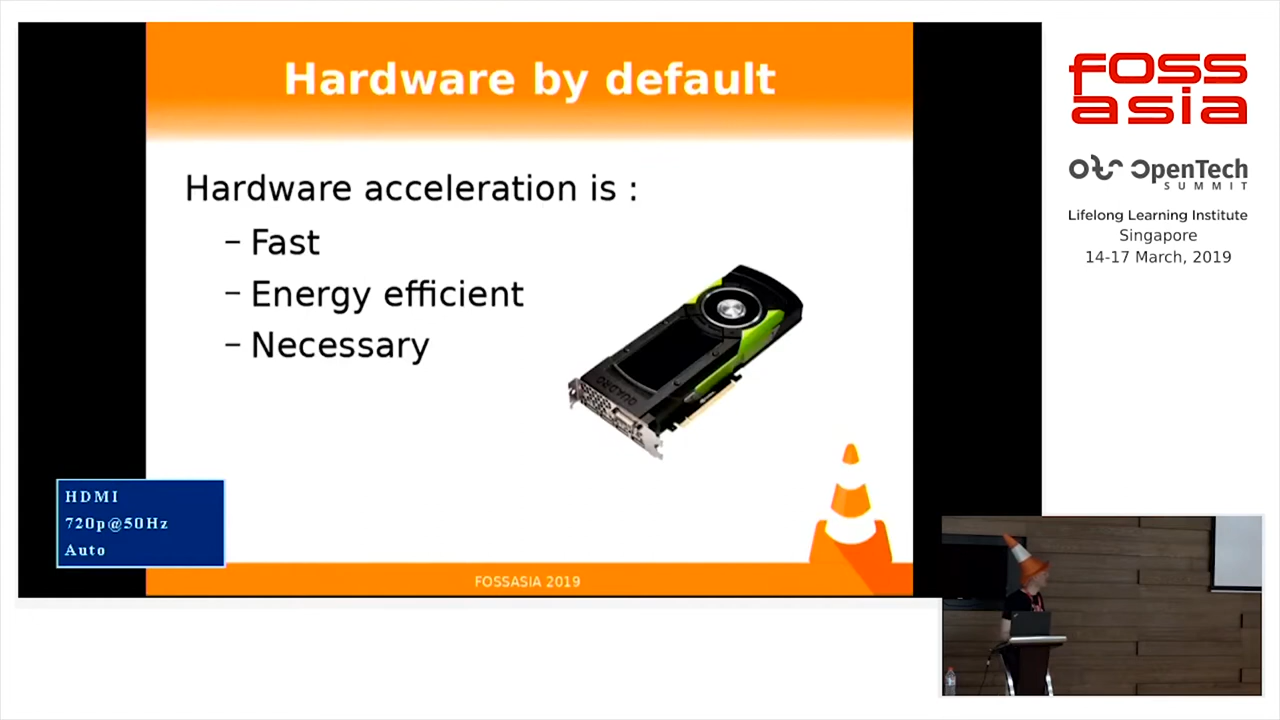 Hardware by default
Hardware acceleration is :
– Fast
– Energy efficient
– Necessary
QUADRO
HDMI
720p@50Hz
Auto
FOSSASIA 2019
FOSS
asia
OpenTech
SUMMIT
Lifelong Learning Institute
Singapore
14-17 March, 2019